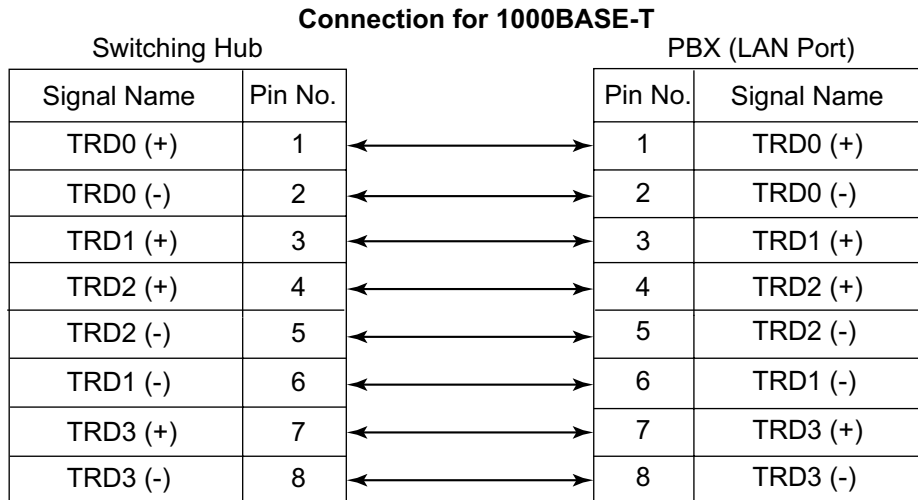 Connection for 1000BASE-T
Switching Hub PBX (LAN Port)
Signal Name Pin No. Pin No. Signal Name
TRD0 (+) 1 1 TRD0 (+)
TRD0 (-) 2 2 TRD0 (-)
TRD1 (+) 3 3 TRD1 (+)
TRD2 (+) 4 4 TRD2 (+)
TRD2 (-) 5 5 TRD2 (-)
TRD1 (-) 6 6 TRD1 (-)
TRD3 (+) 7 7 TRD3 (+)
TRD3 (-) 8 8 TRD3 (-)